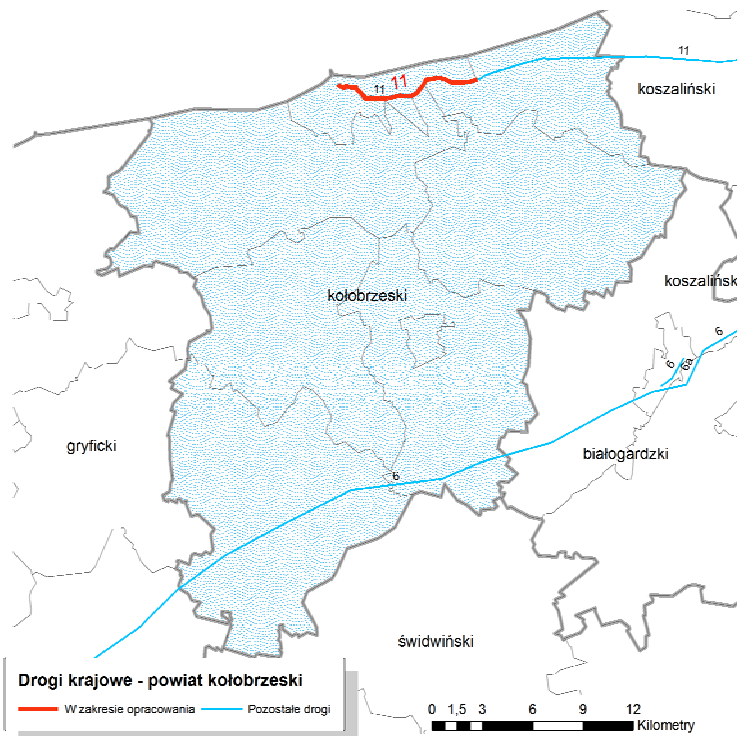 11
11
11
koszaliński
koszalińsk
kołobrzeski
6
6
6a
gryficki
białogardzki
6
świdwiński
Drogi krajowe - powiat kołobrzeski
W zakresie opracowania
Pozostałe drogi
0 1,5 3 6 9 12
Kilometry